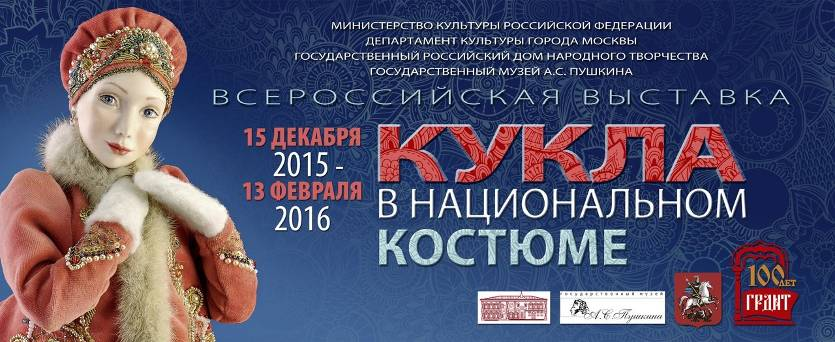 МИНИСТЕРСТВО КУЛЬТУРЫ РОССИЙСКОЙ ФЕДЕРАЦИИ
ДЕПАРТАМЕНТ КУЛЬТУРЫ ГОРОДА МОСКВЫ
ГОСУДАРСТВЕННЫЙ РОССИЙСКИЙ ДОМ НАРОДНОГО ТВОРЧЕСТВА
ГОСУДАРСТВЕННЫЙ МУЗЕЙ А.С. ПУШКИНА
ВСЕРОССИЙСКАЯ ВЫСТАВКА
15 ДЕКАБРЯ
2015 -
13 ФЕВРАЛЯ
2016
КУКЛА
В НАЦИОНАЛЬНОМ
КОСТЮМЕ
государственный музей
А.С.Пушкина
100 ЛЕТ
ГРДНТ